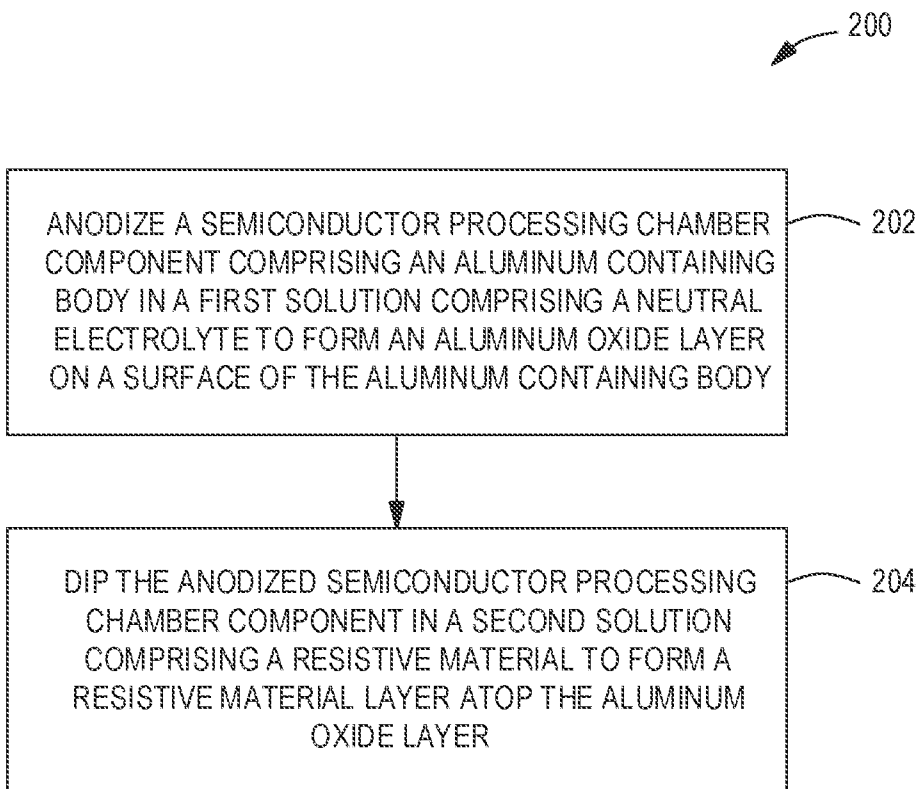 200
ANODIZE A SEMICONDUCTOR PROCESSING CHAMBER
COMPONENT COMPRISING AN ALUMINUM CONTAINING
BODY IN A FIRST SOLUTION COMPRISING A NEUTRAL
ELECTROLYTE TO FORM AN ALUMINUM OXIDE LAYER
ON A SURFACE OF THE ALUMINUM CONTAINING BODY
202
DIP THE ANODIZED SEMICONDUCTOR PROCESSING
CHAMBER COMPONENT IN A SECOND SOLUTION
COMPRISING A RESISTIVE MATERIAL TO FORM A
RESISTIVE MATERIAL LAYER ATOP THE ALUMINUM
OXIDE LAYER
204